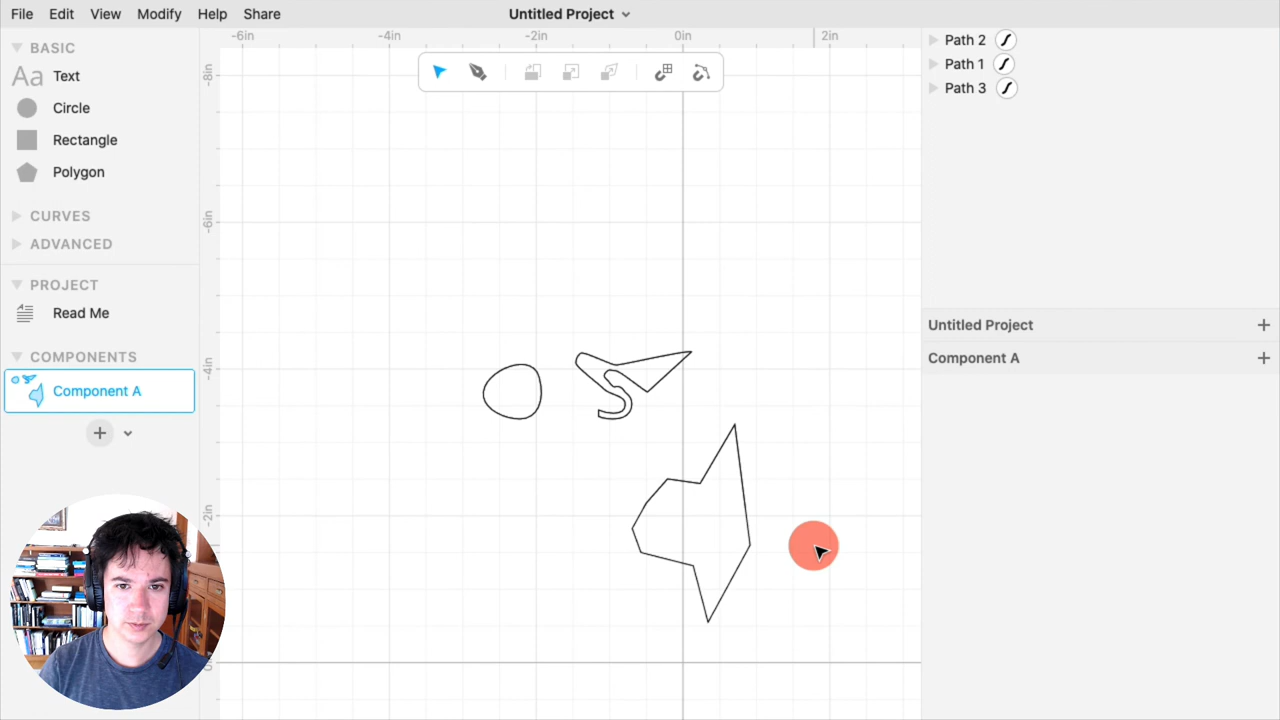 File Edit View Modify Help Share
Untitled Project
BASIC
Aa Text
Circle
Rectangle
Polygon
CURVES
ADVANCED
PROJECT
Read Me
COMPONENTS
Component A
-6in -4in -2in 0in 2in
-8in
-6in
-4in
-2in
Path 2
Path 1
Path 3
Untitled Project
Component A